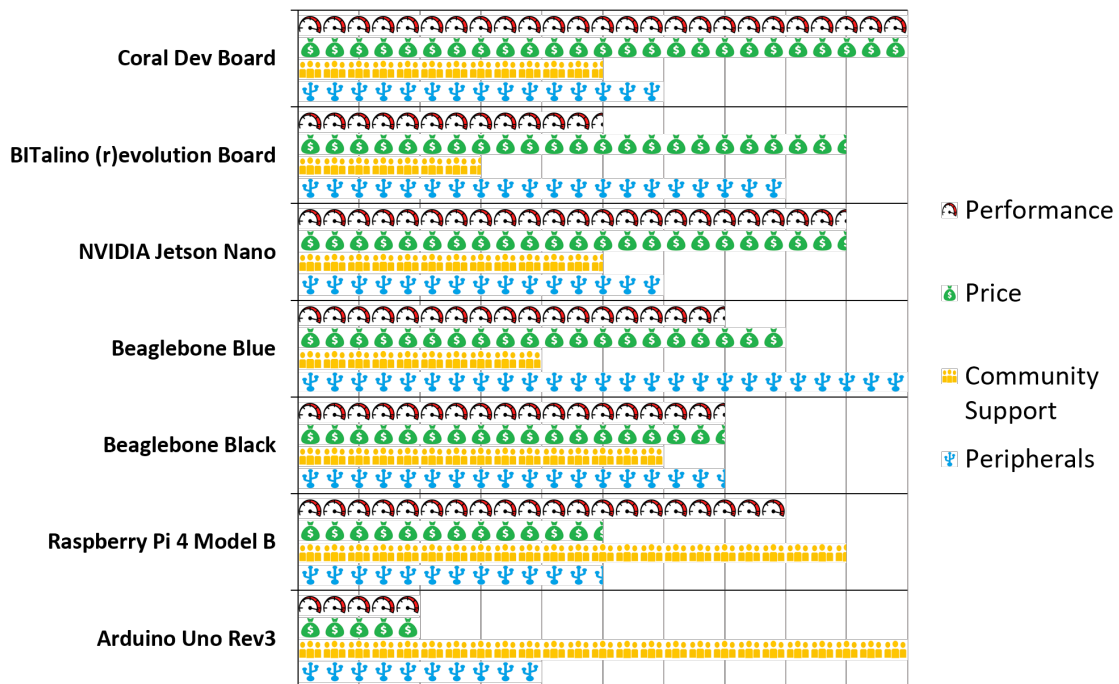 Coral Dev Board
BITalino (r)evolution Board
NVIDIA Jetson Nano
Beaglebone Blue
Beaglebone Black
Raspberry Pi 4 Model B
Arduino Uno Rev3
Performance
Price
Community
Support
Peripherals